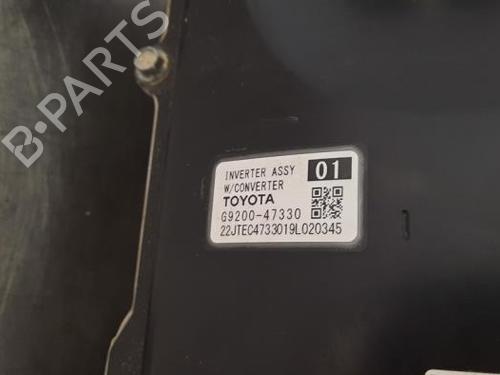 B-PARTS
INVERTER ASSY 01
W/CONVERTER
TOYOTA
G9200-47330
22JTEC4733019L020345